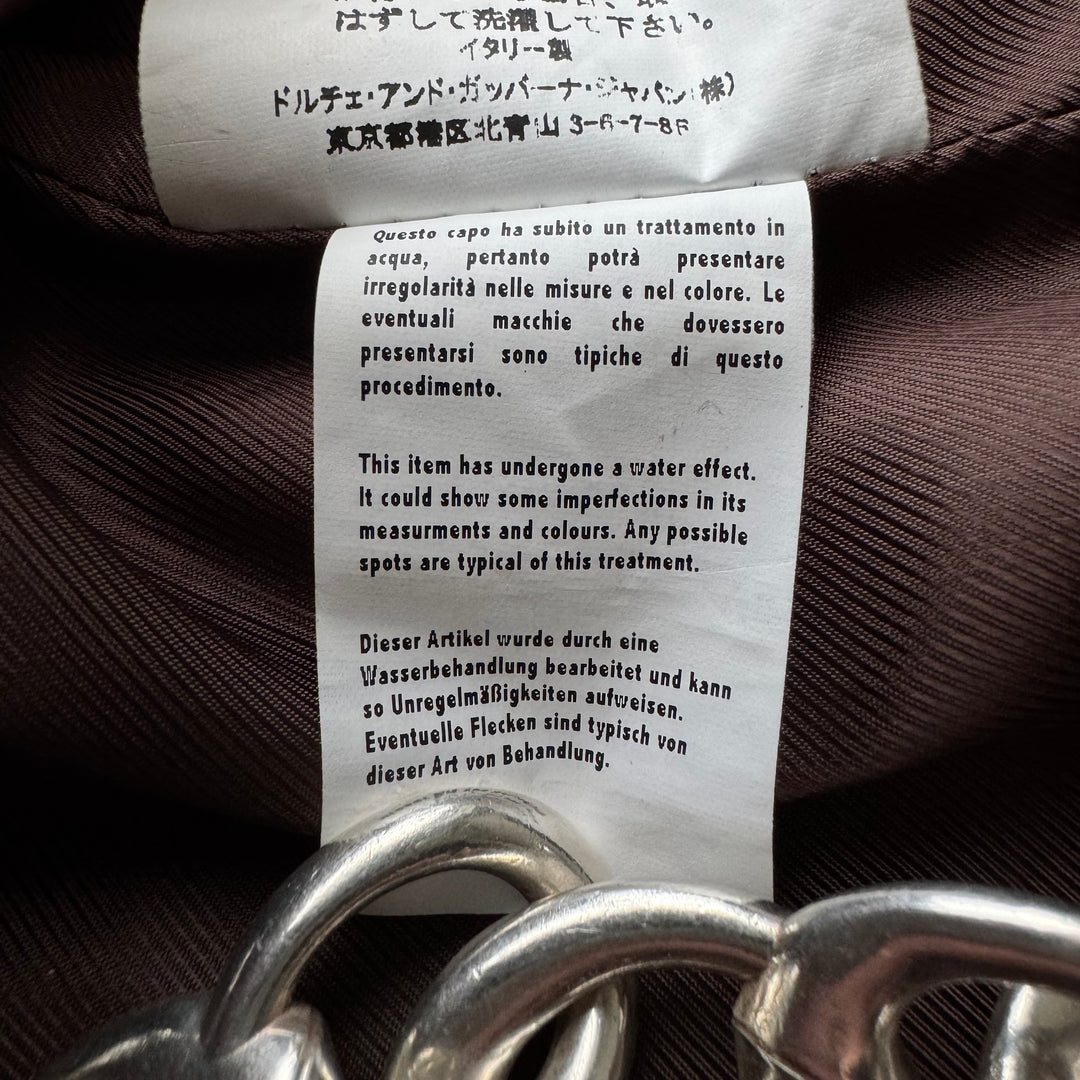 はずして洗濯して下さい。
イタリー製
ドルチェ・アンド・ガッバーナ・ジャパン(株)
東京都港区北青山 3-6-7-8F
Questo capo ha subito un trattamento in
acqua, pertanto potrà presentare
irregolarità nelle misure e nel colore. Le
eventuali macchie che dovessero
presentarsi sono tipiche di questo
procedimento.
This item has undergone a water effect.
It could show some imperfections in its
measurments and colours. Any possible
spots are typical of this treatment.
Dieser Artikel wurde durch eine
Wasserbehandlung bearbeitet und kann
so Unregelmäßigkeiten aufweisen.
Eventuelle Flecken sind typisch von
dieser Art von Behandlung.